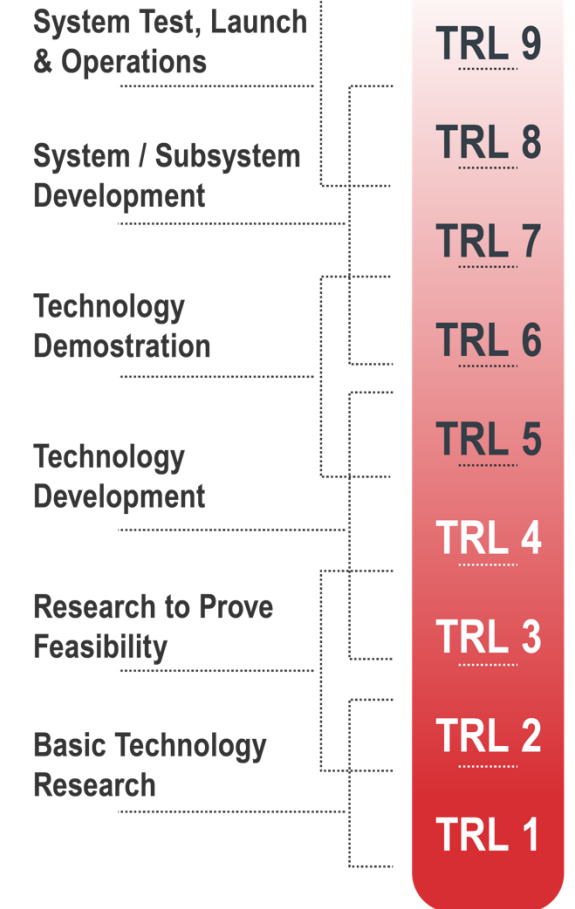 System Test, Launch
& Operations
System / Subsystem
Development
Technology
Demostration
Technology
Development
Research to Prove
Feasibility
Basic Technology
Research
TRL 9
TRL 8
TRL 7
TRL 6
TRL 5
TRL 4
TRL 3
TRL 2
TRL 1